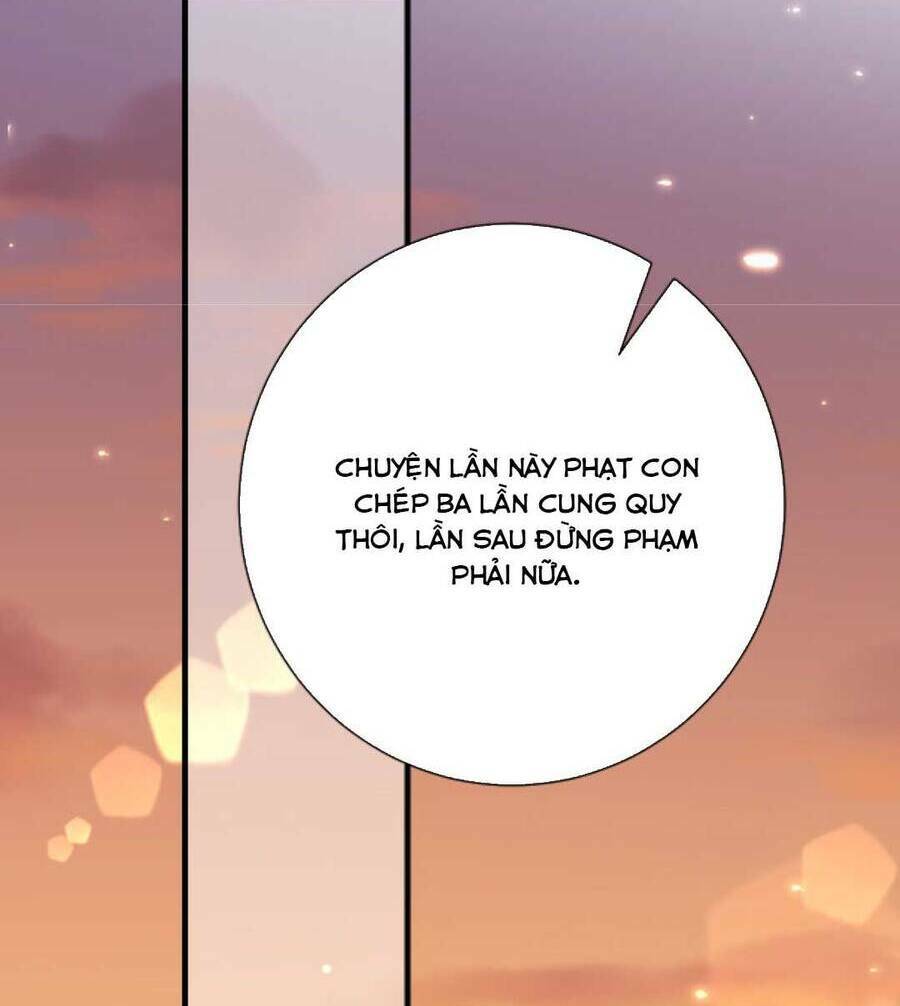 CHUYỆN LẦN NÀY PHẠT CON
CHÉP BA LẦN CUNG QUY
THÔI, LẦN SAU ĐỪNG PHẠM
PHẢI NỮA.